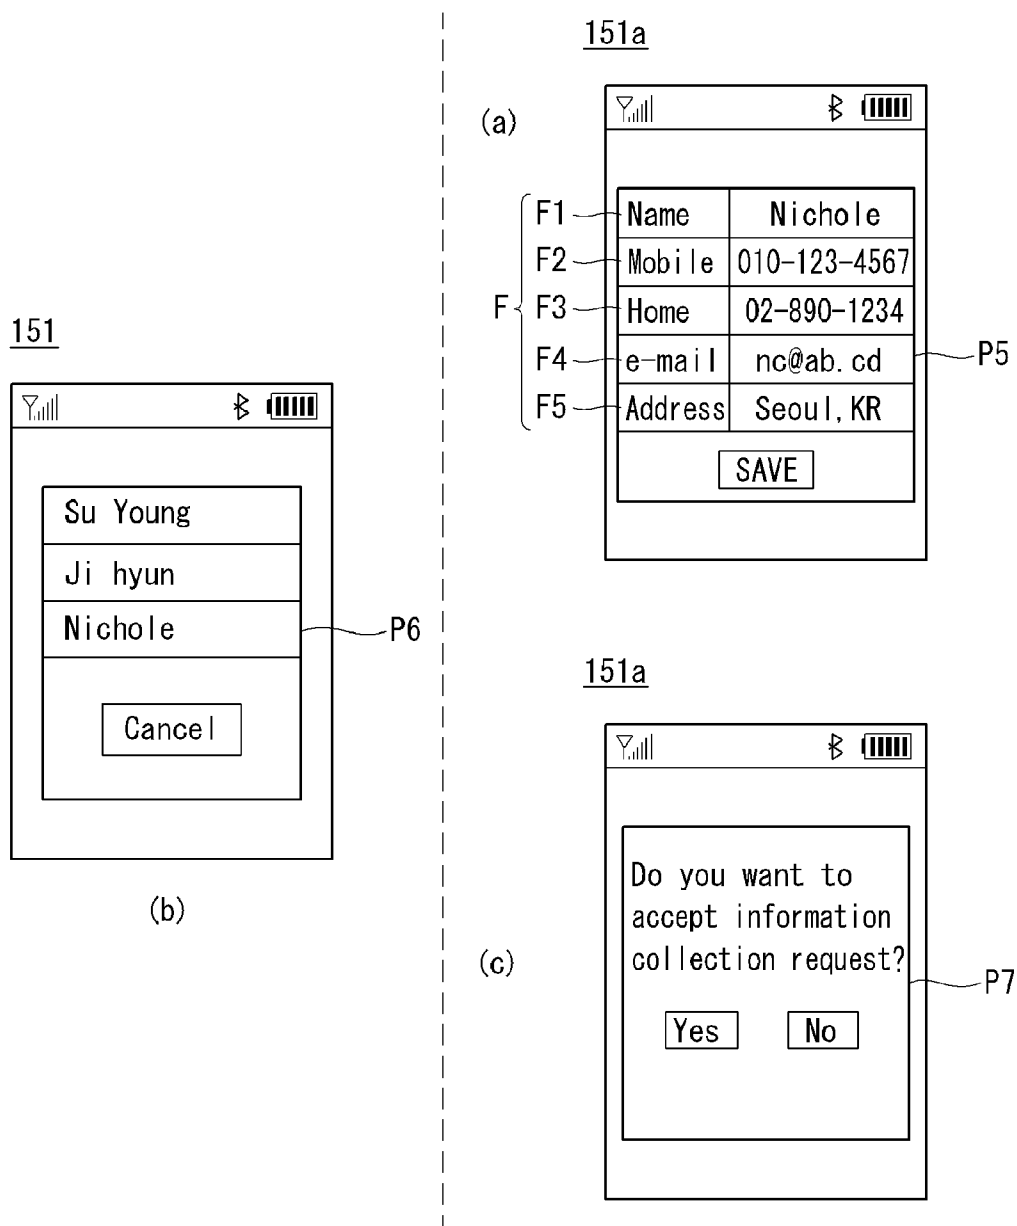 151
Su Young
Ji hyun
Nichole
P6
Cancel
(b)
151a
(a)
F
F1 Name Nichole
F2 Mobile 010-123-4567
F3 Home 02-890-1234
F4 e-mail nc@ab.cd
F5 Address Seoul,KR
P5
SAVE
151a
(c)
Do you want to
accept information
collection request?
P7
Yes No